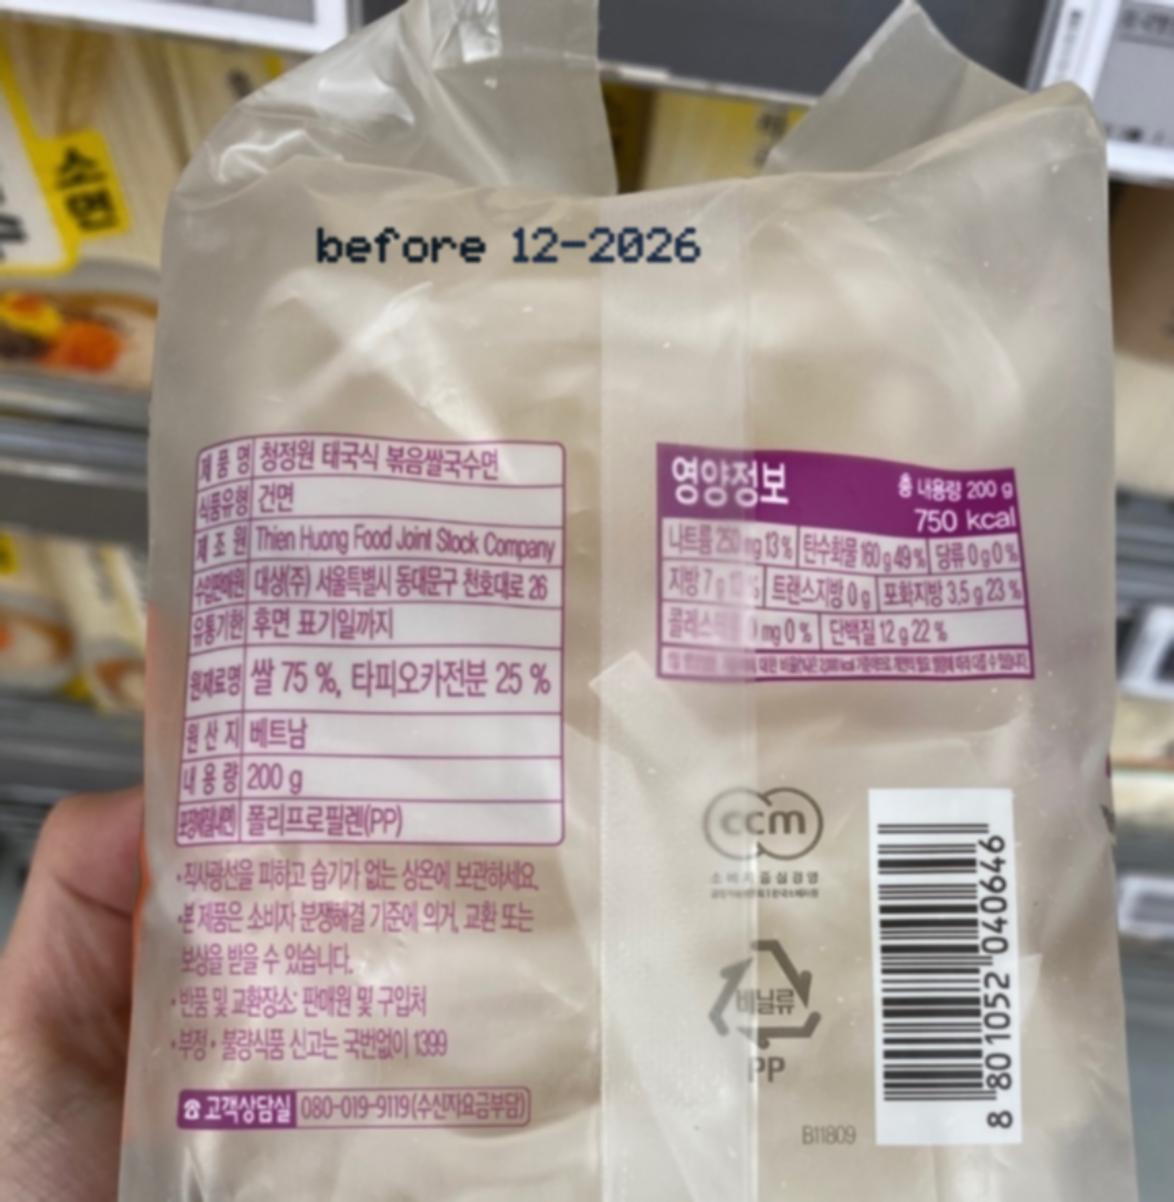 소면
before 12-2026
제 품 명 청정원 태국식 볶음쌀국수면
식품유형 건면
제 조 원 Thien Huong Food Joint Stock Company
수입판매원 대상(주) 서울특별시 동대문구 천호대로 26
유통기한 후면 표기일까지
원재료명 쌀 75 %, 타피오카전분 25 %
원 산 지 베트남
내 용 량 200 g
폴리프로필렌(PP)
•직사광선을 피하고 습기가 없는 상온에 보관하세요.
•본 제품은 소비자 분쟁해결 기준에 의거, 교환 또는
보상을 받을 수 있습니다.
•반품 및 교환장소: 판매원 및 구입처
•부정•불량식품 신고는 국번없이 1399
☎ 고객상담실 080-019-9119(수신자요금부담)
영양정보
총 내용량 200 g
750 kcal
나트륨 250 mg 13 % 탄수화물 160 g 49 % 당류 0 g 0 %
지방 7 g 트랜스지방 0 g 포화지방 3.5 g 23 %
0 mg 0 % 단백질 12 g 22 %
ccm
소비자중심경영
비닐류
PP
8 801052 040646
B11809